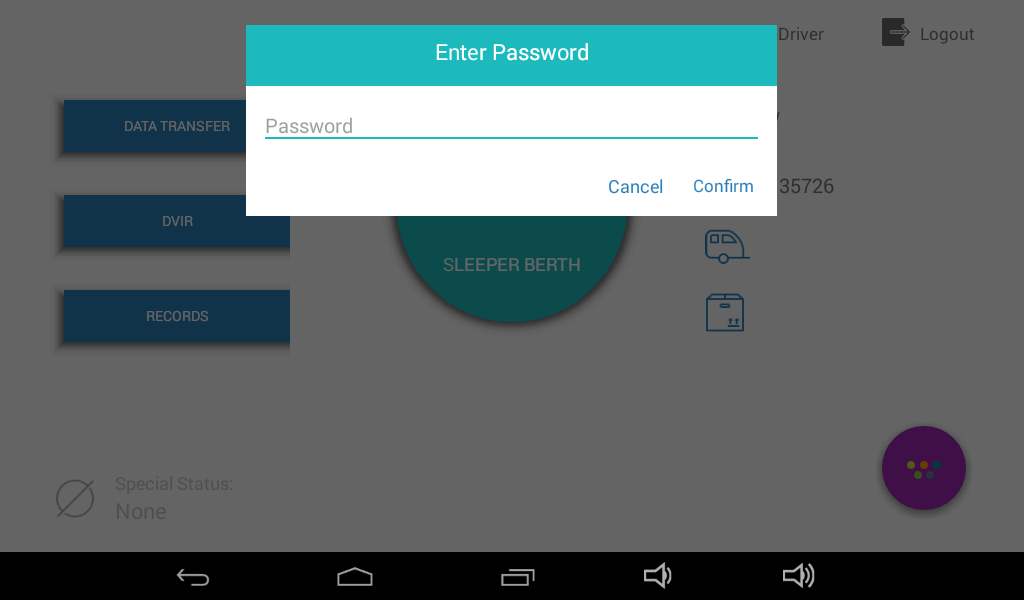 Enter Password
Driver
Logout
Password
DATA TRANSFER
Cancel
Confirm
35726
DVIR
SLEEPER BERTH
RECORDS
Special Status:
None